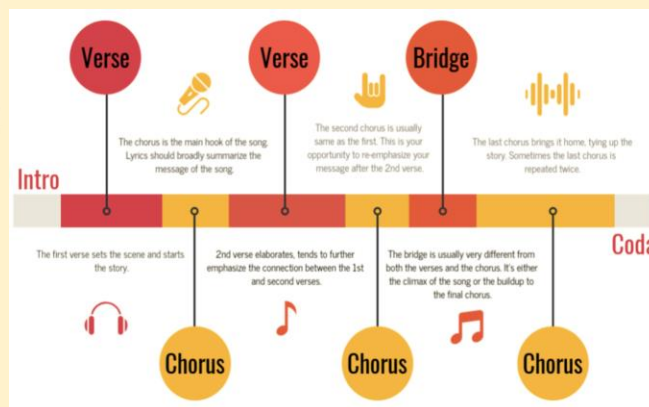 Verse
Verse
Bridge
The chorus is the main hook of the song.
Lyrics should broadly summarize the
message of the song.
The second chorus is usually
same as the first. This is your
opportunity to re-emphasize your
message after the 2nd verse.
The last chorus brings it home, tying up the
story. Sometimes the last chorus is
repeated twice.
Intro
Coda
The first verse sets the scene and starts
the story.
2nd verse elaborates, tends to further
emphasize the connection between the 1st
and second verses.
The bridge is usually very different from
both the verses and the chorus. It's either
the climax of the song or the buildup to
the final chorus.
Chorus
Chorus
Chorus